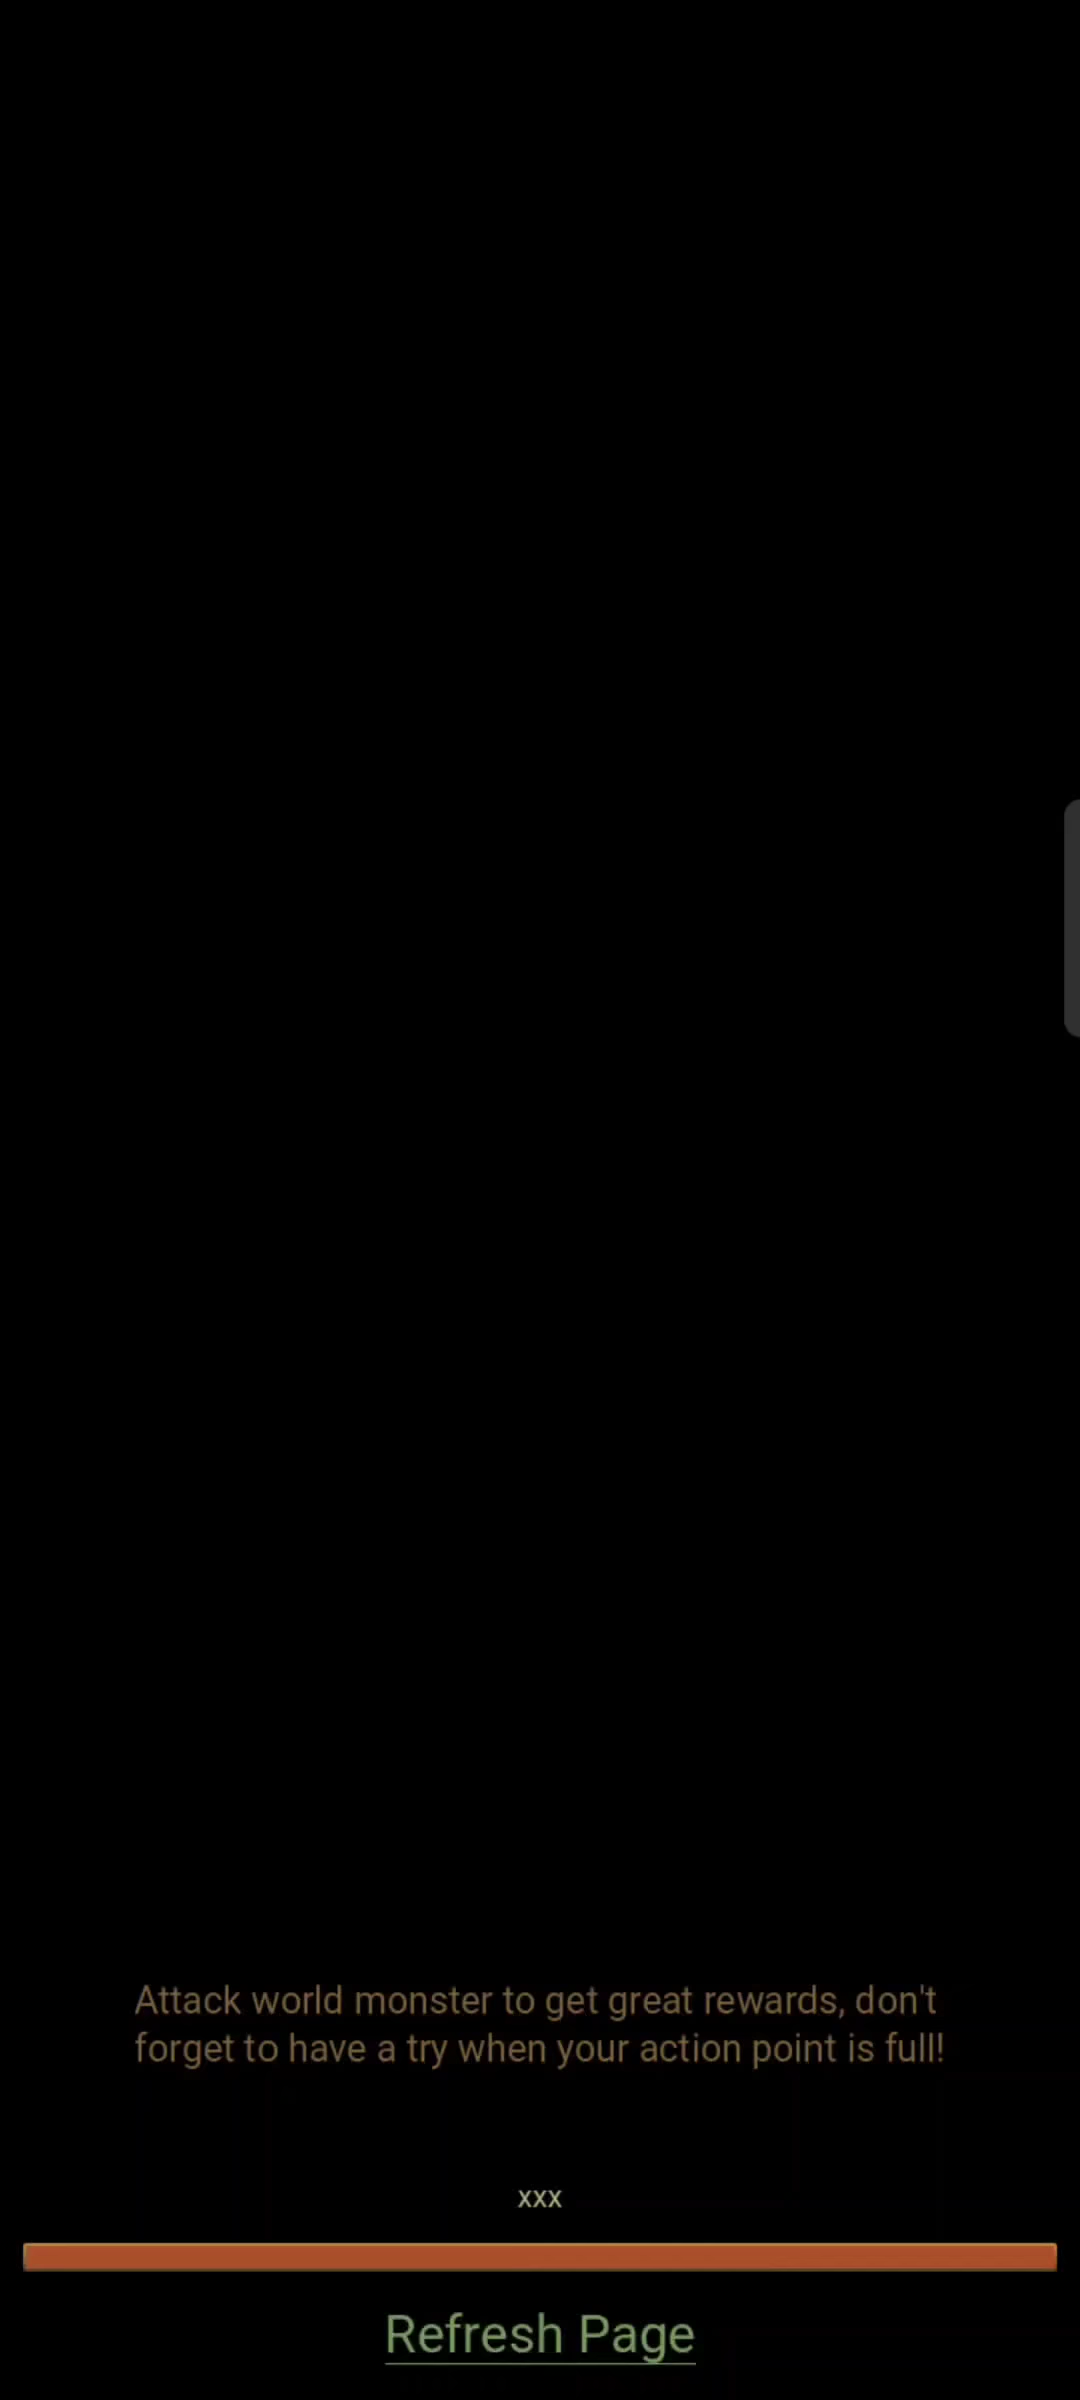 Attack world monster to get great rewards, don't
forget to have a try when your action point is full!
xxx
Refresh Page